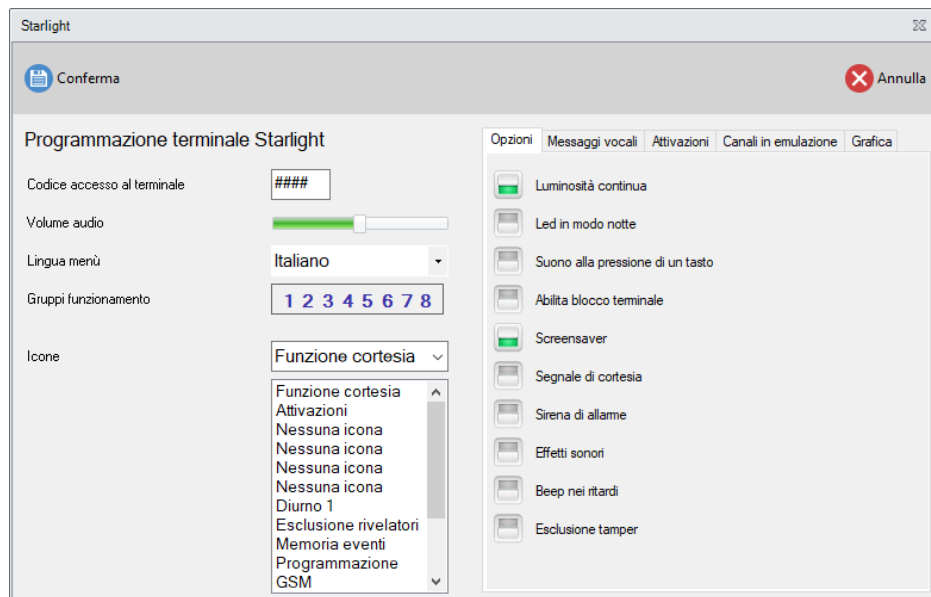 Starlight
Conferma
Annulla
Programmazione terminale Starlight
Codice accesso al terminale
####
Volume audio
Lingua menù
Italiano
Gruppi funzionamento
1 2 3 4 5 6 7 8
Icone
Funzione cortesia
Funzione cortesia
Attivazioni
Nessuna icona
Nessuna icona
Nessuna icona
Nessuna icona
Diurno 1
Esclusione rivelatori
Memoria eventi
Programmazione
GSM
Opzioni
Messaggi vocali
Attivazioni
Canali in emulazione
Grafica
Luminosità continua
Led in modo notte
Suono alla pressione di un tasto
Abilita blocco terminale
Screensaver
Segnale di cortesia
Sirena di allarme
Effetti sonori
Beep nei ritardi
Esclusione tamper